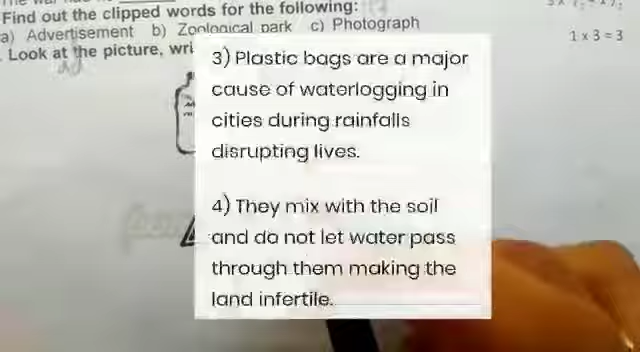 Find out the clipped words for the following:
a) Advertisement b) Zoological park c) Photograph
1 x 3 = 3
Look at the picture, wri
3) Plastic bags are a major
cause of waterlogging in
cities during rainfalls
disrupting lives.
4) They mix with the soil
and do not let water pass
through them making the
land infertile.